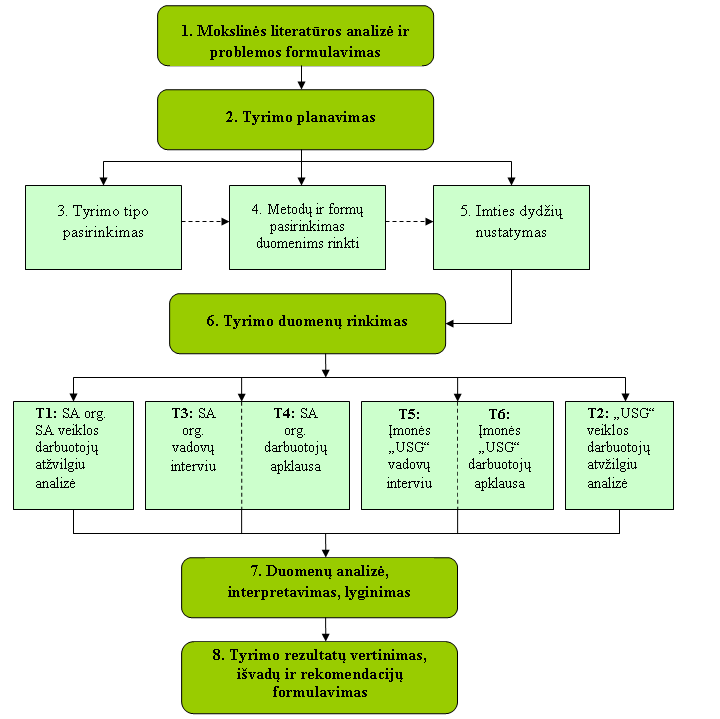 1. Mokslinės literatūros analizė ir
problemos formulavimas
2. Tyrimo planavimas
3. Tyrimo tipo
pasirinkimas
4. Metodų ir formų
pasirinkimas
duomenims rinkti
5. Imties dydžių
nustatymas
6. Tyrimo duomenų rinkimas
T1: SA org.
SA veiklos
darbuotojų
atžvilgiu
analizė
T3: SA
org.
vadovų
interviu
T4: SA
org.
darbuotojų
apklausa
T5:
Įmonės
„USG“
vadovų
interviu
T6:
Įmonės
„USG“
darbuotojų
apklausa
T2: „USG“
veiklos
darbuotojų
atvžilgiu
analizė
7. Duomenų analizė,
interpretavimas, lyginimas
8. Tyrimo rezultatų vertinimas,
išvadų ir rekomendacijų
formulavimas